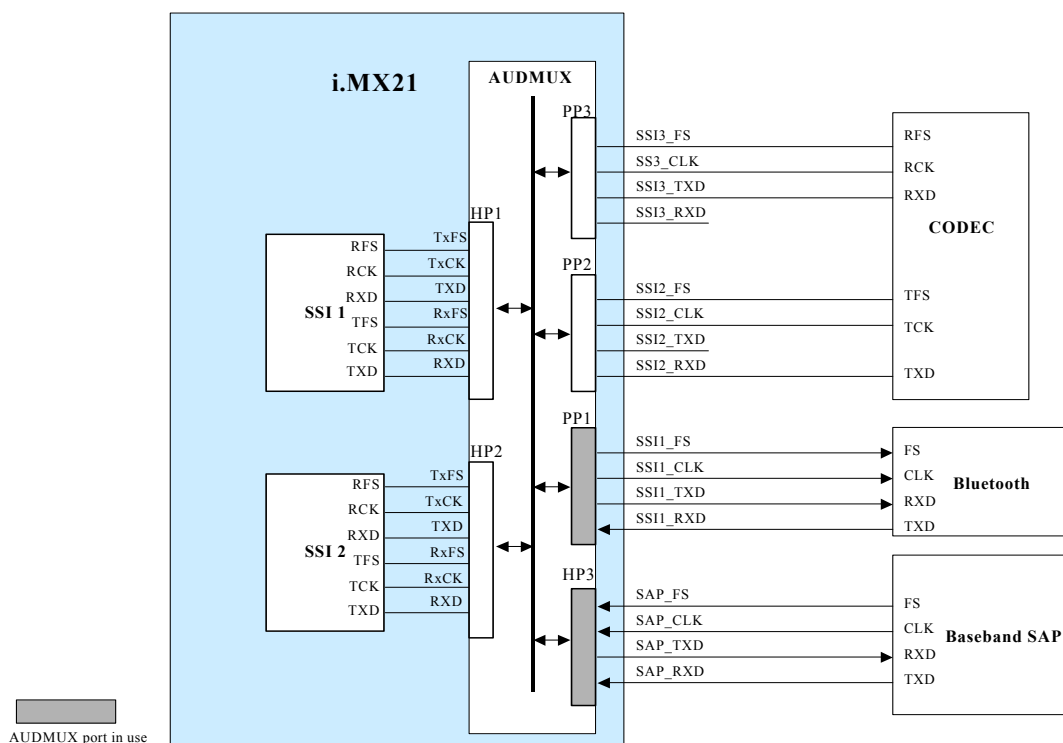 i.MX21
AUDMUX
PP3
SSI3_FS
SS3_CLK
SSI3_TXD
SSI3_RXD
RFS
RCK
RXD
CODEC
HP1
TxFS
TxCK
TXD
RxFS
RxCK
RXD
RFS
RCK
RXD
SSI 1
TFS
TCK
TXD
PP2
SSI2_FS
SSI2_CLK
SSI2_TXD
SSI2_RXD
TFS
TCK
TXD
PP1
SSI1_FS
SSI1_CLK
SSI1_TXD
SSI1_RXD
FS
CLK
RXD
TXD
Bluetooth
HP2
TxFS
TxCK
TXD
RxFS
RxCK
RXD
RFS
RCK
RXD
SSI 2
TFS
TCK
TXD
HP3
SAP_FS
SAP_CLK
SAP_TXD
SAP_RXD
FS
CLK
RXD
TXD
Baseband SAP
AUDMUX port in use